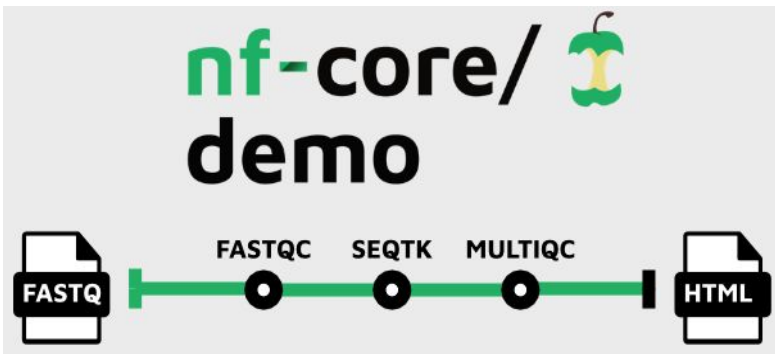 nf-core/
demo
FASTQC SEQTK MULTIQC
FASTQ
HTML